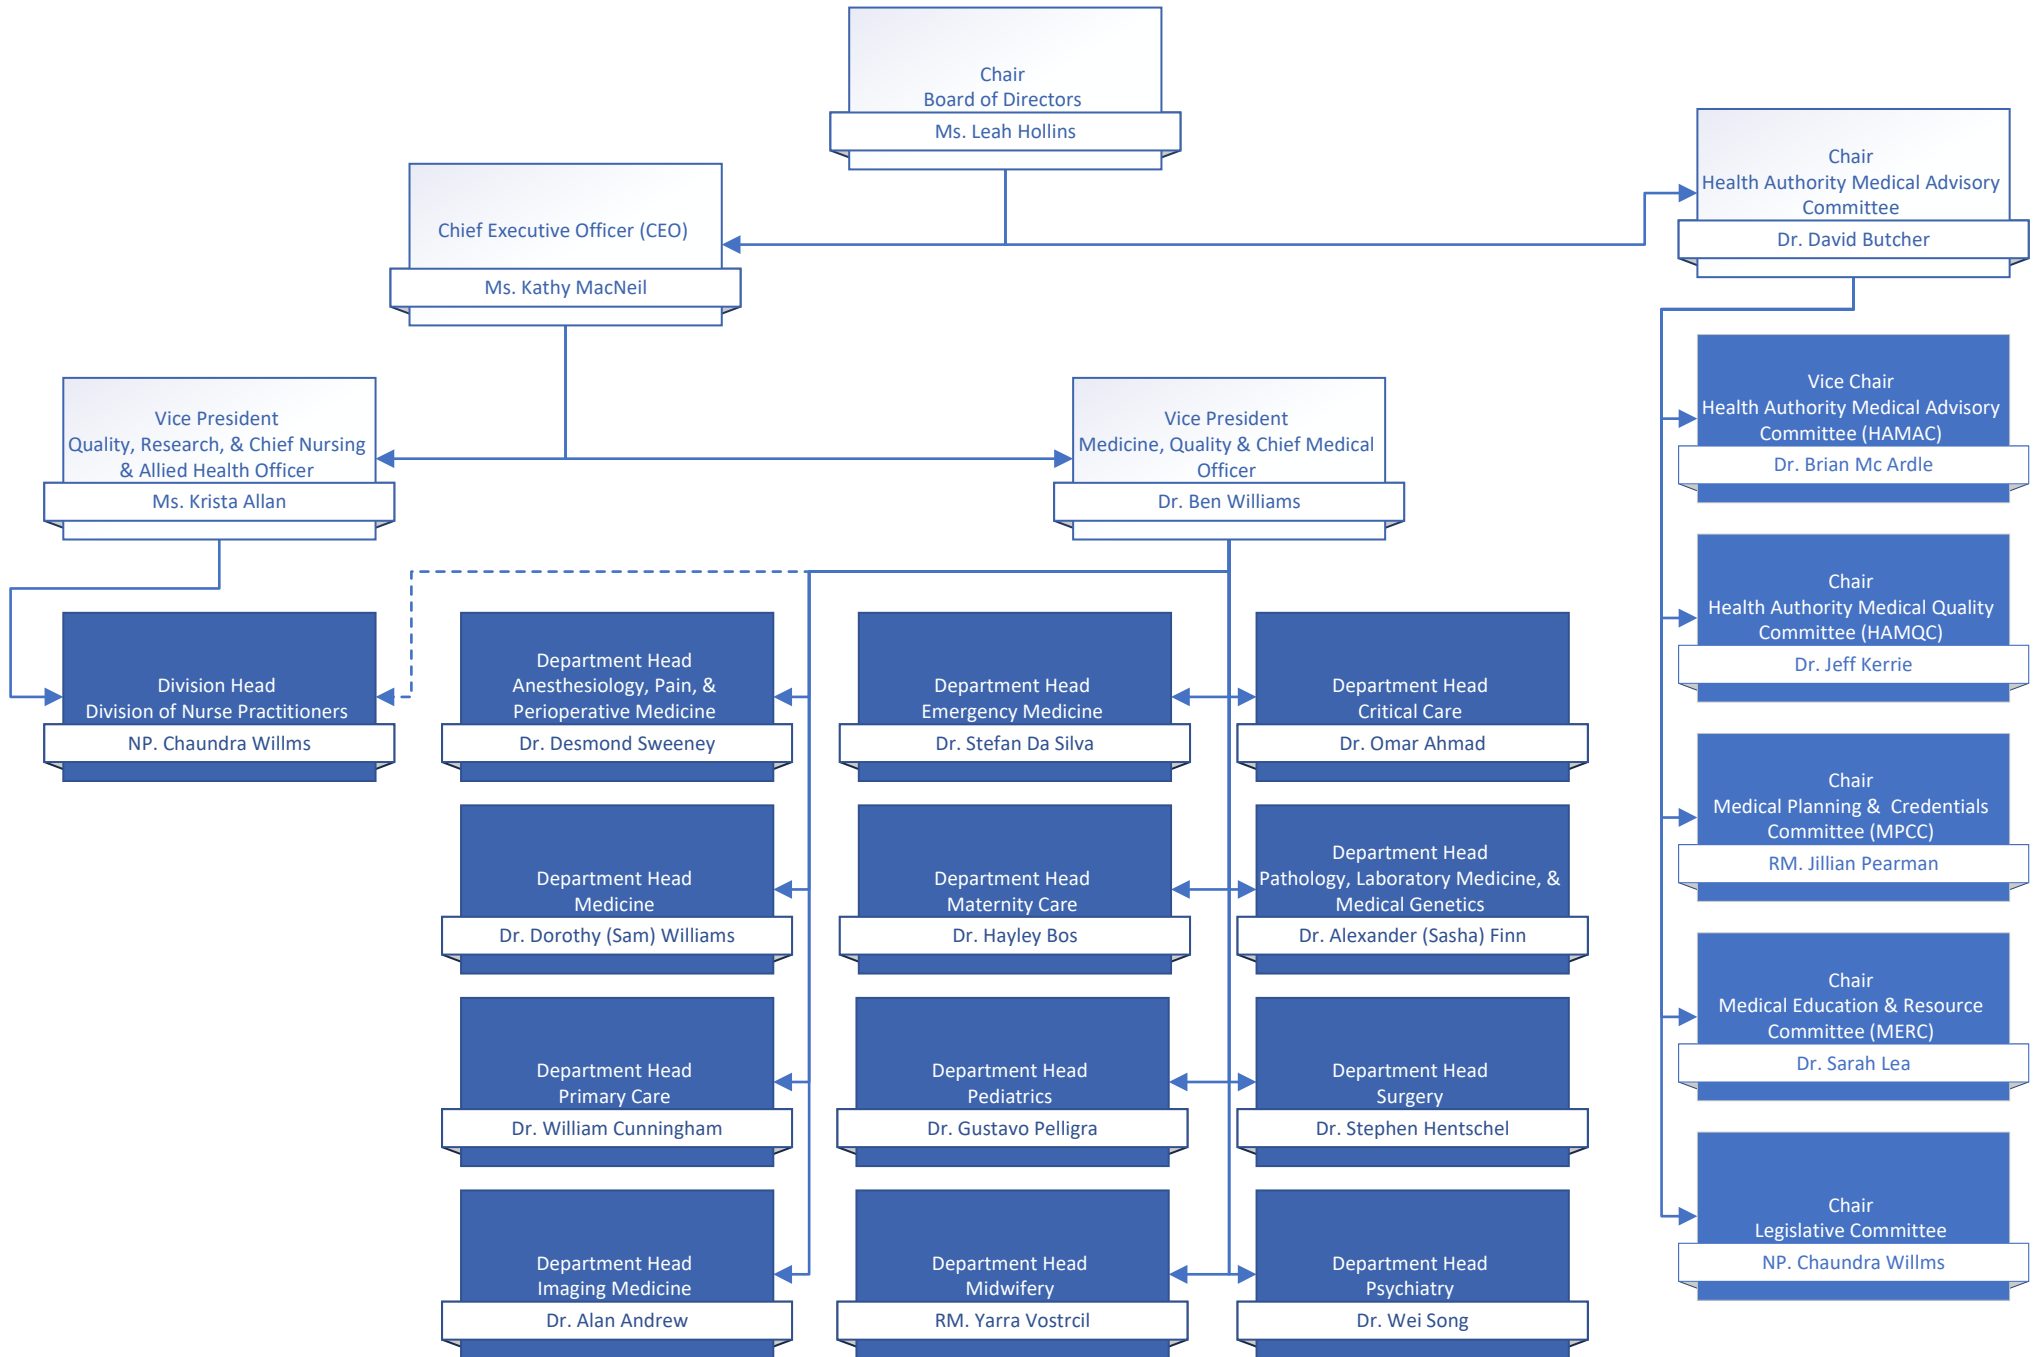 Chair
Board of Directors
Ms. Leah Hollins
Chair
Health Authority Medical Advisory
Committee
Dr. David Butcher
Chief Executive Officer (CEO)
Ms. Kathy MacNeil
Vice President
Quality, Research, & Chief Nursing
& Allied Health Officer
Ms. Krista Allan
Vice President
Medicine, Quality & Chief Medical
Officer
Dr. Ben Williams
Vice Chair
Health Authority Medical Advisory
Committee (HAMAC)
Dr. Brian Mc Ardle
Chair
Health Authority Medical Quality
Committee (HAMQC)
Dr. Jeff Kerrie
Chair
Medical Planning &  Credentials
Committee (MPCC)
RM. Jillian Pearman
Chair
Medical Education & Resource
Committee (MERC)
Dr. Sarah Lea
Chair
Legislative Committee
NP. Chaundra Willms
Division Head
Division of Nurse Practitioners
NP. Chaundra Willms
Department Head
Anesthesiology, Pain, &
Perioperative Medicine
Dr. Desmond Sweeney
Department Head
Emergency Medicine
Dr. Stefan Da Silva
Department Head
Critical Care
Dr. Omar Ahmad
Department Head
Medicine
Dr. Dorothy (Sam) Williams
Department Head
Maternity Care
Dr. Hayley Bos
Department Head
Pathology, Laboratory Medicine, &
Medical Genetics
Dr. Alexander (Sasha) Finn
Department Head
Primary Care
Dr. William Cunningham
Department Head
Pediatrics
Dr. Gustavo Pelligra
Department Head
Surgery
Dr. Stephen Hentschel
Department Head
Imaging Medicine
Dr. Alan Andrew
Department Head
Midwifery
RM. Yarra Vostrcil
Department Head
Psychiatry
Dr. Wei Song